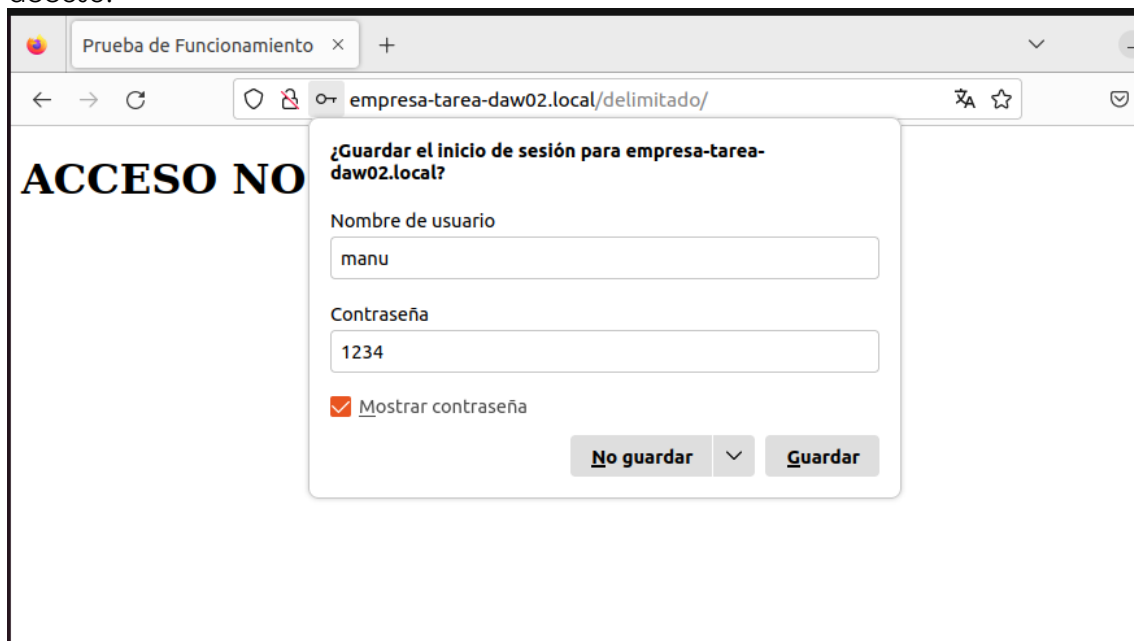 Prueba de Funcionamiento
empresa-tarea-daw02.local/delimitado/
ACCESO NO
¿Guardar el inicio de sesión para empresa-tarea-
daw02.local?
Nombre de usuario
manu
Contraseña
1234
Mostrar contraseña
No guardar
Guardar